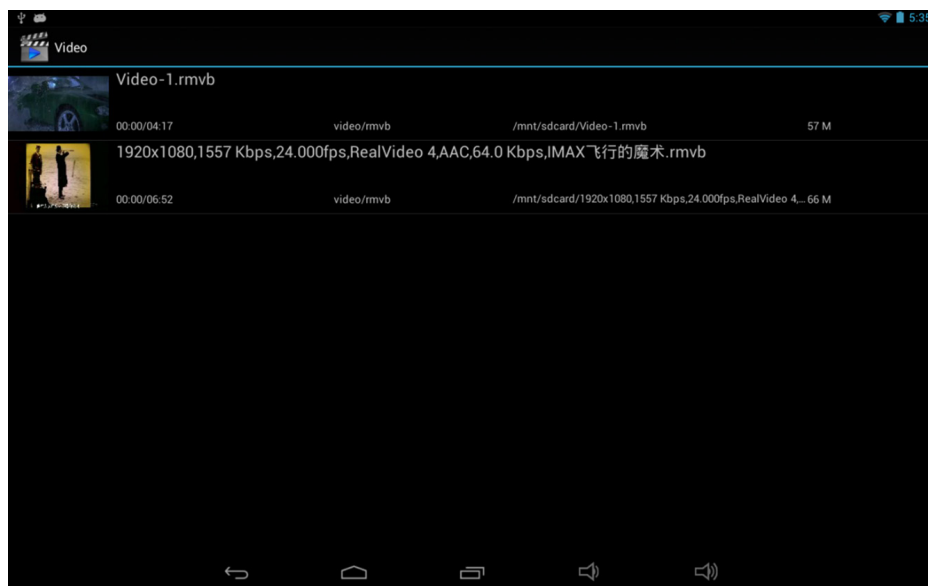 5:35
Video
Video-1.rmvb
00:00/04:17 video/rmvb /mnt/sdcard/Video-1.rmvb 57 M
1920x1080,1557 Kbps,24.000fps,RealVideo 4,AAC,64.0 Kbps,IMAX飞行的魔术.rmvb
00:00/06:52 video/rmvb /mnt/sdcard/1920x1080,1557 Kbps,24.000fps,RealVideo 4,... 66 M